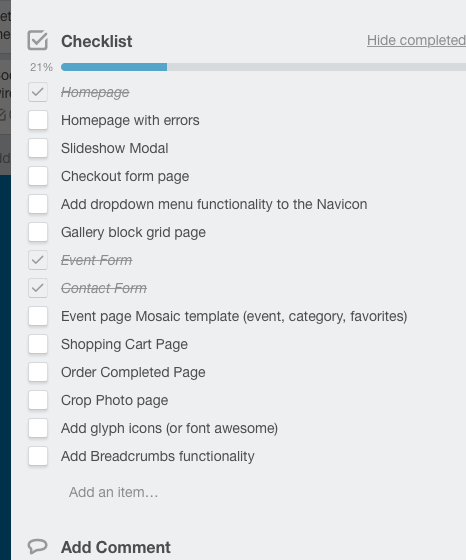 Checklist
Hide completed
21%
Homepage
Homepage with errors
Slideshow Modal
Checkout form page
Add dropdown menu functionality to the Navicon
Gallery block grid page
Event Form
Contact Form
Event page Mosaic template (event, category, favorites)
Shopping Cart Page
Order Completed Page
Crop Photo page
Add glyph icons (or font awesome)
Add Breadcrumbs functionality
Add an item…
Add Comment